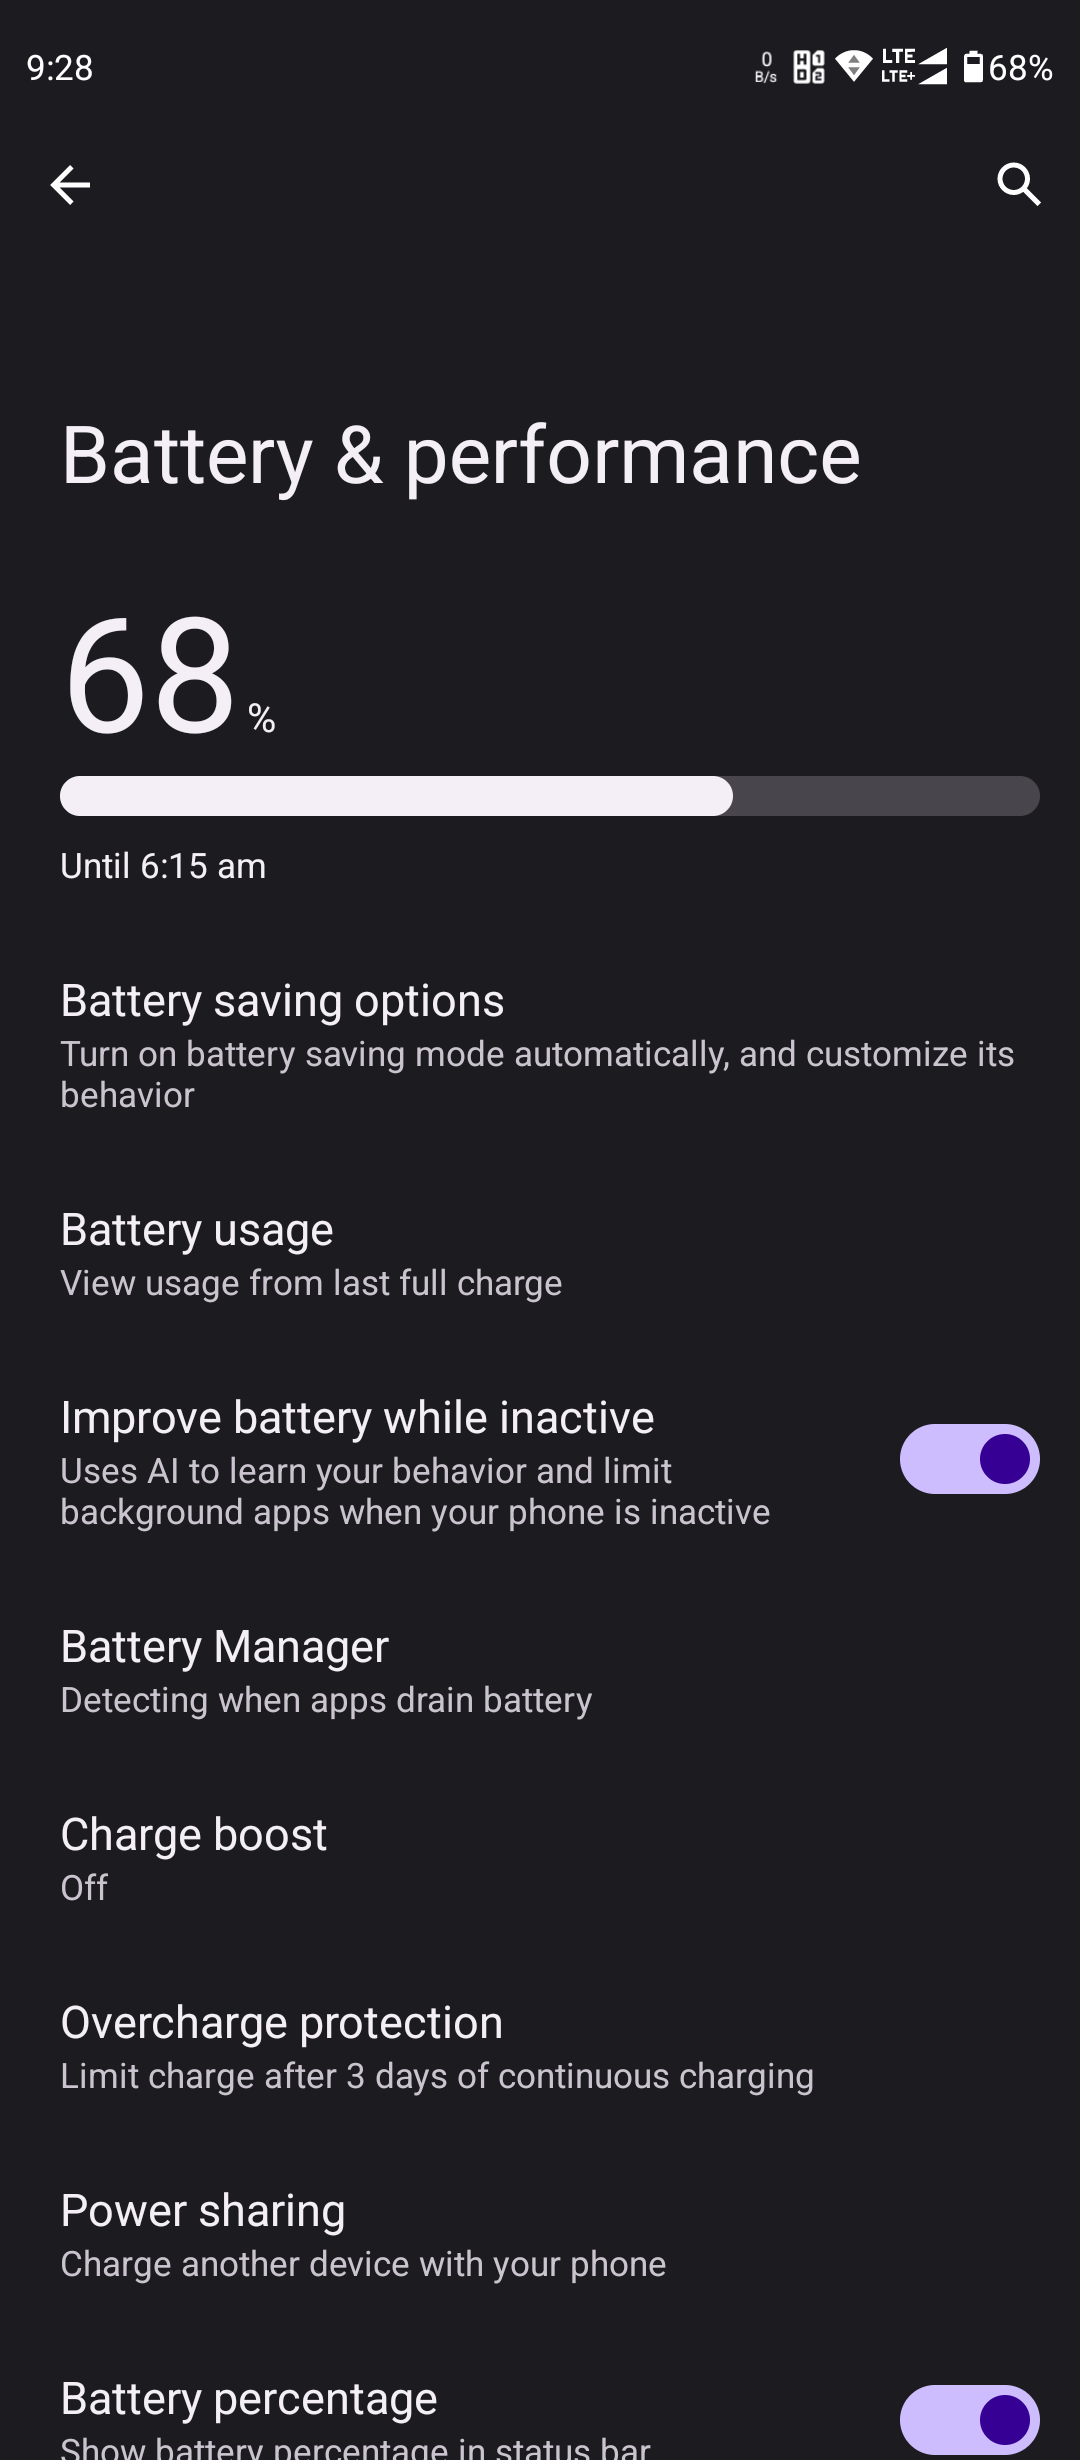 9:28
0
B/s
LTE
LTE+
68%
Battery & performance
68 %
Until 6:15 am
Battery saving options
Turn on battery saving mode automatically, and customize its
behavior
Battery usage
View usage from last full charge
Improve battery while inactive
Uses AI to learn your behavior and limit
background apps when your phone is inactive
Battery Manager
Detecting when apps drain battery
Charge boost
Off
Overcharge protection
Limit charge after 3 days of continuous charging
Power sharing
Charge another device with your phone
Battery percentage
Show battery percentage in status bar